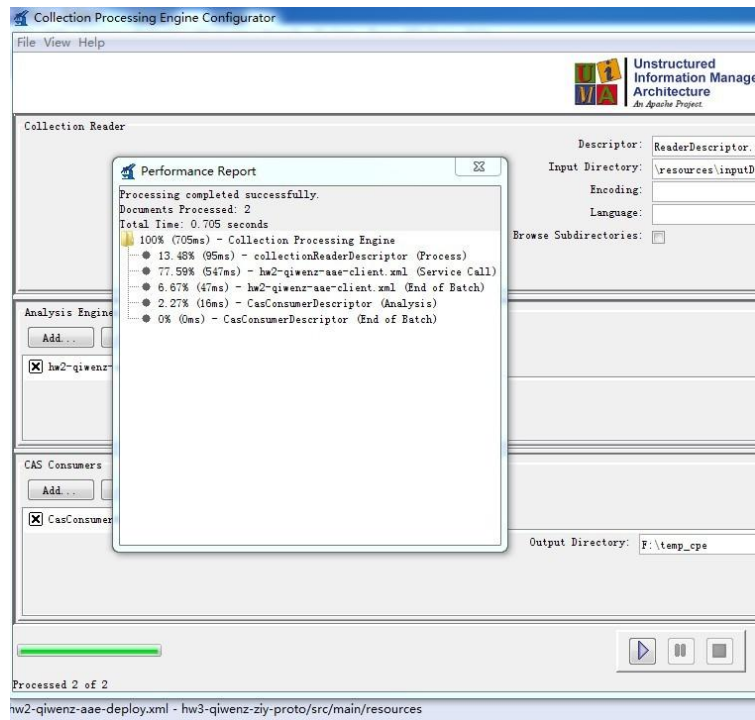 Collection Processing Engine Configurator
File View Help
Unstructured
Information Manage
Architecture
An Apache Project
UIMA
Collection Reader
Descriptor: ReaderDescriptor.
Input Directory: \resources\inputD
Encoding:
Language:
Browse Subdirectories:
Performance Report
Processing completed successfully.
Documents Processed: 2
Total Time: 0.705 seconds
100% (705ms) - Collection Processing Engine
13.48% (95ms) - collectionReaderDescriptor (Process)
77.59% (547ms) - hw2-qiwenz-aae-client.xml (Service Call)
6.67% (47ms) - hw2-qiwenz-aae-client.xml (End of Batch)
2.27% (16ms) - CasConsumerDescriptor (Analysis)
0% (0ms) - CasConsumerDescriptor (End of Batch)
Analysis Engine
Add...
hw2-qiwenz-
CAS Consumers
Add...
CasConsumer
Output Directory: F:\temp_cpe
Processed 2 of 2
hw2-qiwenz-aae-deploy.xml - hw3-qiwenz-ziy-proto/src/main/resources